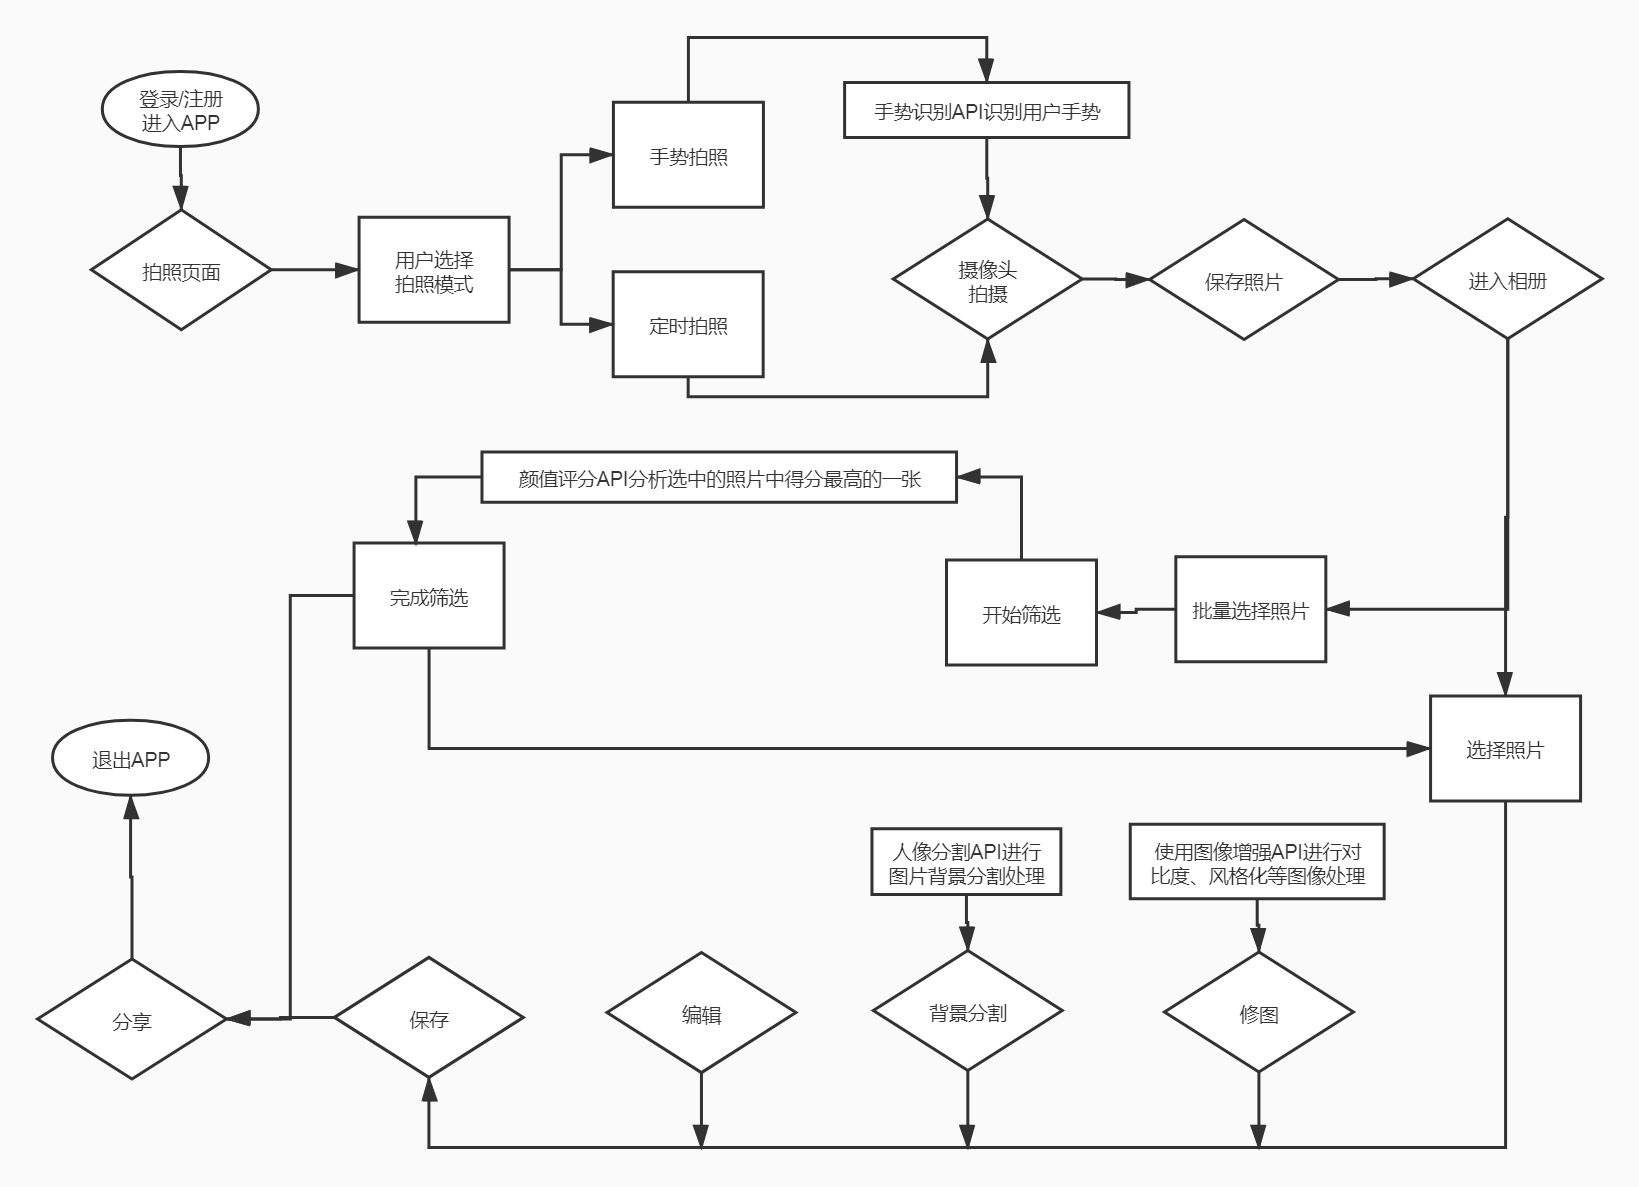 登录/注册
进入APP
拍照页面
用户选择
拍照模式
手势拍照
定时拍照
手势识别API识别用户手势
摄像头
拍摄
保存照片
进入相册
颜值评分API分析选中的照片中得分最高的一张
完成筛选
开始筛选
批量选择照片
选择照片
退出APP
人像分割API进行
图片背景分割处理
使用图像增强API进行对
比度、风格化等图像处理
分享
保存
编辑
背景分割
修图